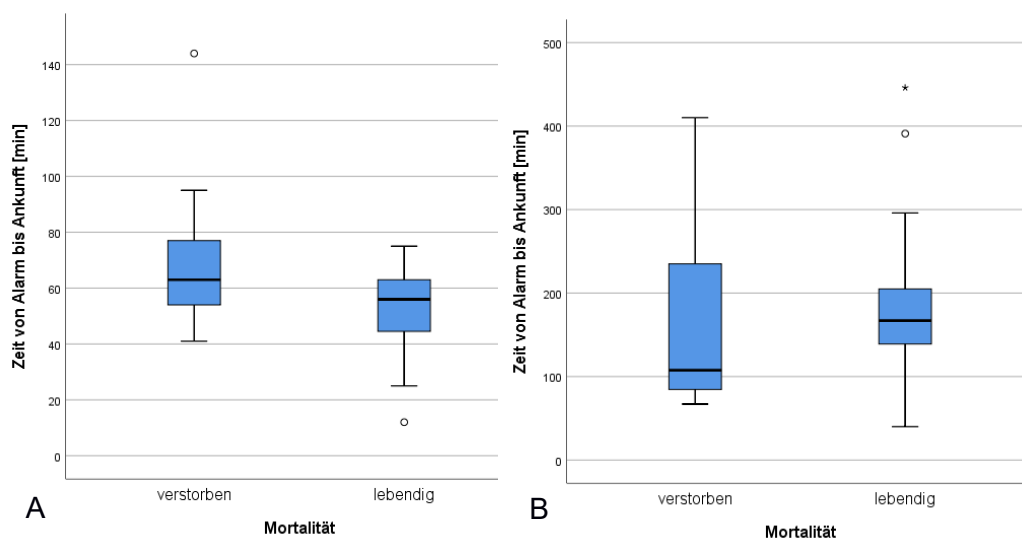 140
120
100
80
60
40
20
0
Zeit von Alarm bis Ankunft [min]
verstorben lebendig
Mortalität
A
500
400
300
200
100
0
Zeit von Alarm bis Ankunft [min]
verstorben lebendig
Mortalität
B